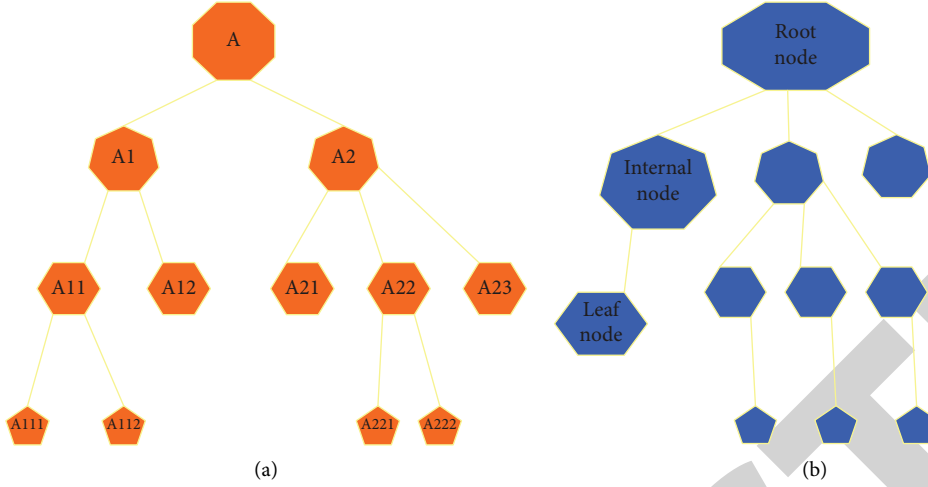 A
A1
A2
A11
A12
A21
A22
A23
A111
A112
A221
A222
(a)
Root
node
Internal
node
Leaf
node
(b)